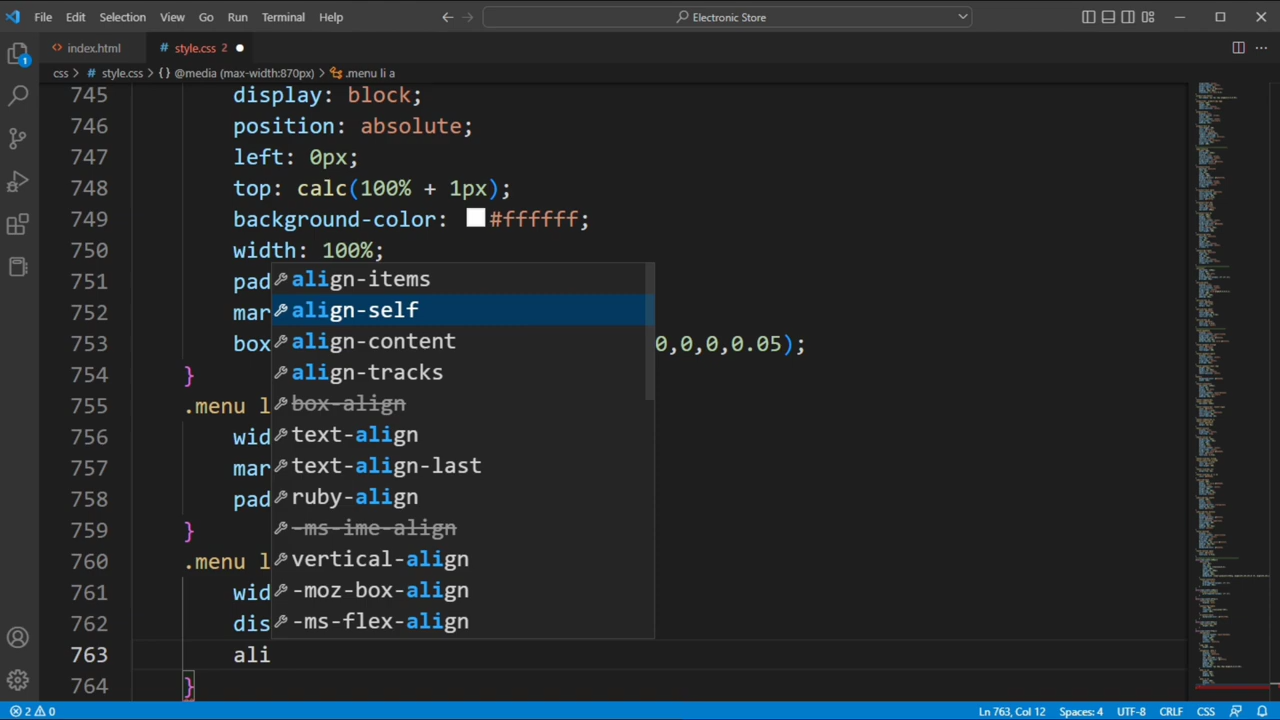 File Edit Selection View Go Run Terminal Help Electronic Store
index.html # style.css 2
css > # style.css > { } @media (max-width:870px) > .menu li a
745 display: block;
746 position: absolute;
747 left: 0px;
748 top: calc(100% + 1px);
749 background-color: #ffffff;
750 width: 100%;
751 pad align-items
752 mar align-self
753 box align-content 0,0,0,0.05);
754 } align-tracks
755 .menu l box-align
756 wid text-align
757 mar text-align-last
758 pad ruby-align
759 } -ms-ime-align
760 .menu l vertical-align
761 wid -moz-box-align
762 dis -ms-flex-align
763 ali
764 }
1
2 0 Ln 763, Col 12 Spaces: 4 UTF-8 CRLF CSS